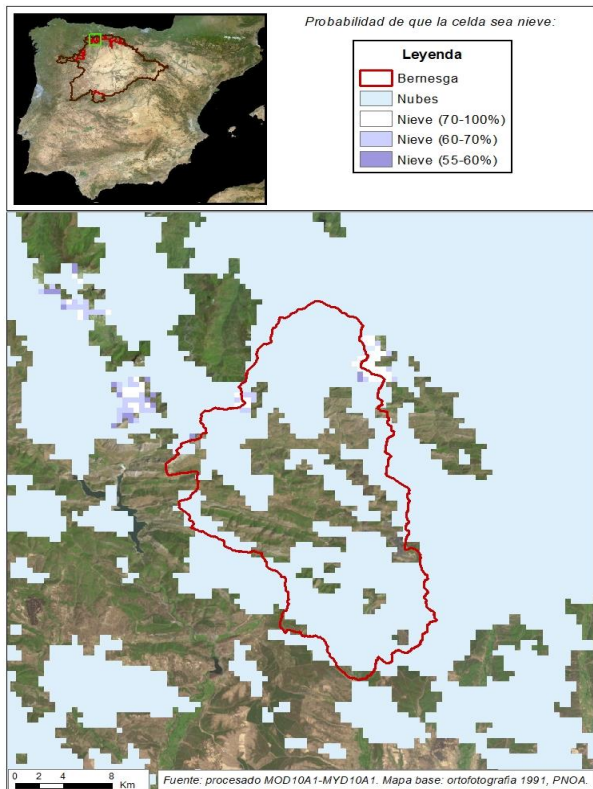 Probabilidad de que la celda sea nieve:
Leyenda
Bernesga
Nubes
Nieve (70-100%)
Nieve (60-70%)
Nieve (55-60%)
0 2 4 8
Km
Fuente: procesado MOD10A1-MYD10A1. Mapa base: ortofotografia 1991, PNOA.